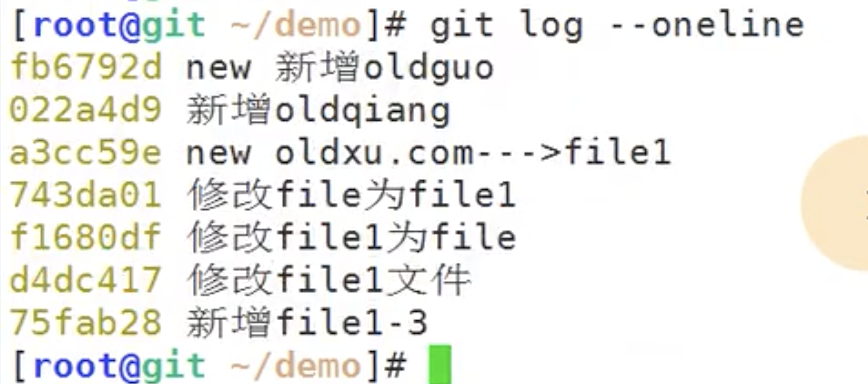 [root@git ~/demo]# git log --oneline
fb6792d new 新增oldguo
022a4d9 新增oldqiang
a3cc59e new oldxu.com--->file1
743da01 修改file为file1
f1680df 修改file1为file
d4dc417 修改file1文件
75fab28 新增file1-3
[root@git ~/demo]#